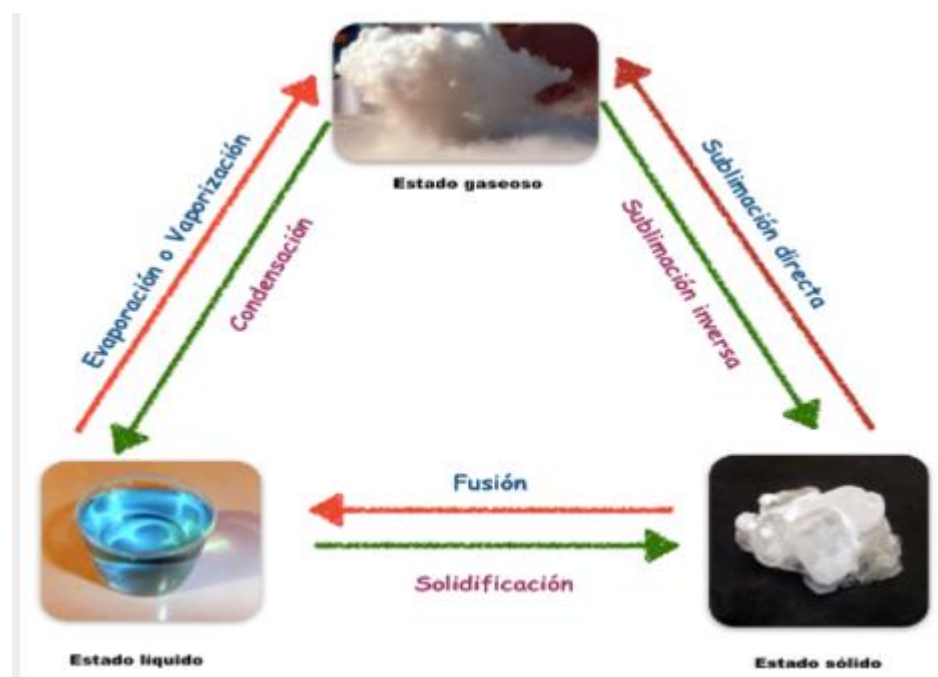 Estado gaseoso
Evaporación o Vaporización
Condensación
Sublimación inversa
Sublimación directa
Fusión
Solidificación
Estado líquido
Estado sólido